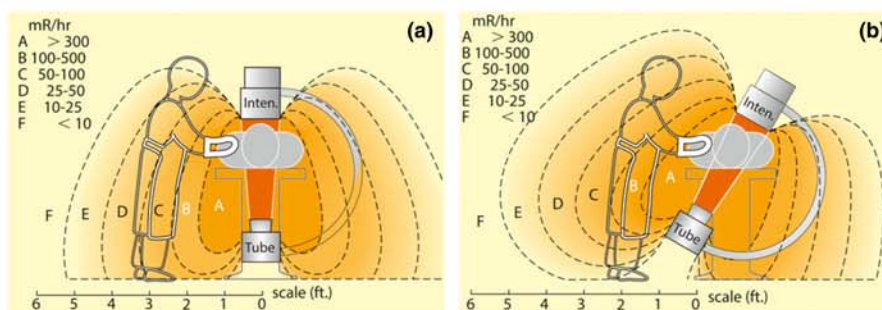 mR/hr
A > 300
B 100-500
C 50-100
D 25-50
E 10-25
F < 10
(a)
Inten.
F E D C B A
Tube
6 5 4 3 2 1 0 scale (ft.)
mR/hr
A > 300
B 100-500
C 50-100
D 25-50
E 10-25
F < 10
(b)
Inten.
F E D C B A
Tube
6 5 4 3 2 1 0 scale (ft.)